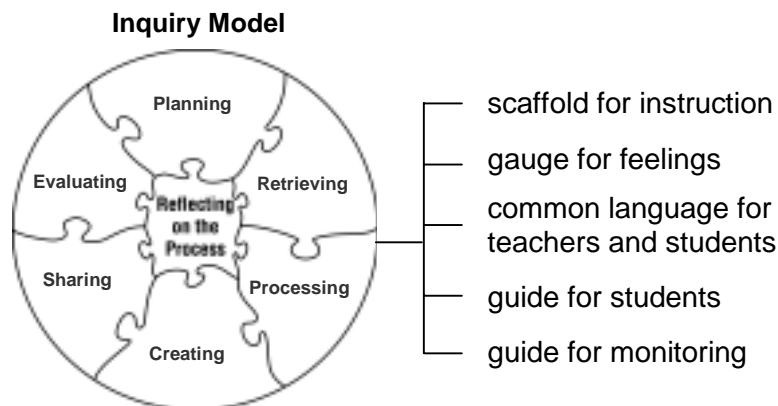 Inquiry Model
Planning
Retrieving
Processing
Creating
Sharing
Evaluating
Reflecting
on the
Process
scaffold for instruction
gauge for feelings
common language for
teachers and students
guide for students
guide for monitoring